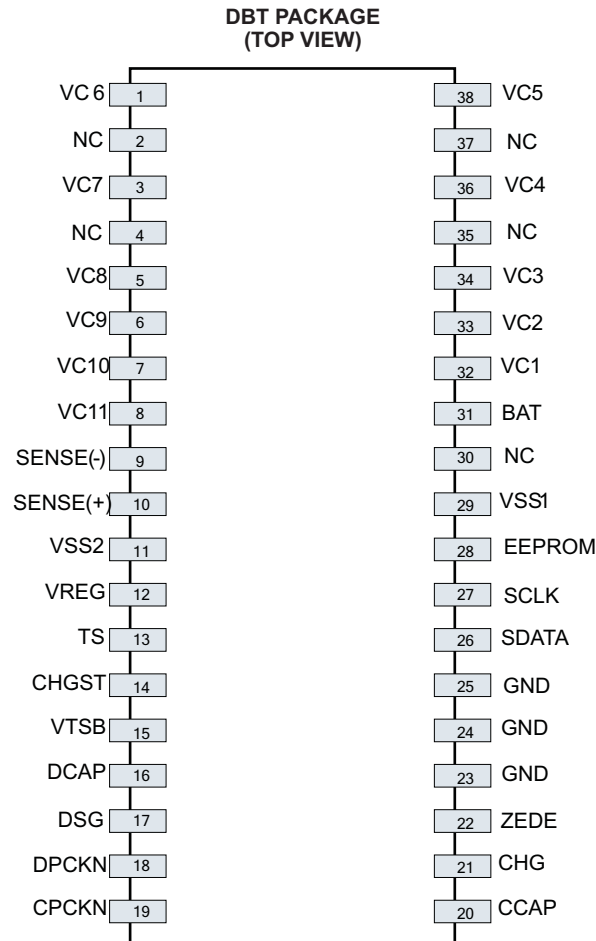 DBT PACKAGE
(TOP VIEW)
VC 6 1 38 VC5
NC 2 37 NC
VC7 3 36 VC4
NC 4 35 NC
VC8 5 34 VC3
VC9 6 33 VC2
VC10 7 32 VC1
VC11 8 31 BAT
SENSE(-) 9 30 NC
SENSE(+) 10 29 VSS1
VSS2 11 28 EEPROM
VREG 12 27 SCLK
TS 13 26 SDATA
CHGST 14 25 GND
VTSB 15 24 GND
DCAP 16 23 GND
DSG 17 22 ZEDE
DPCKN 18 21 CHG
CPCKN 19 20 CCAP